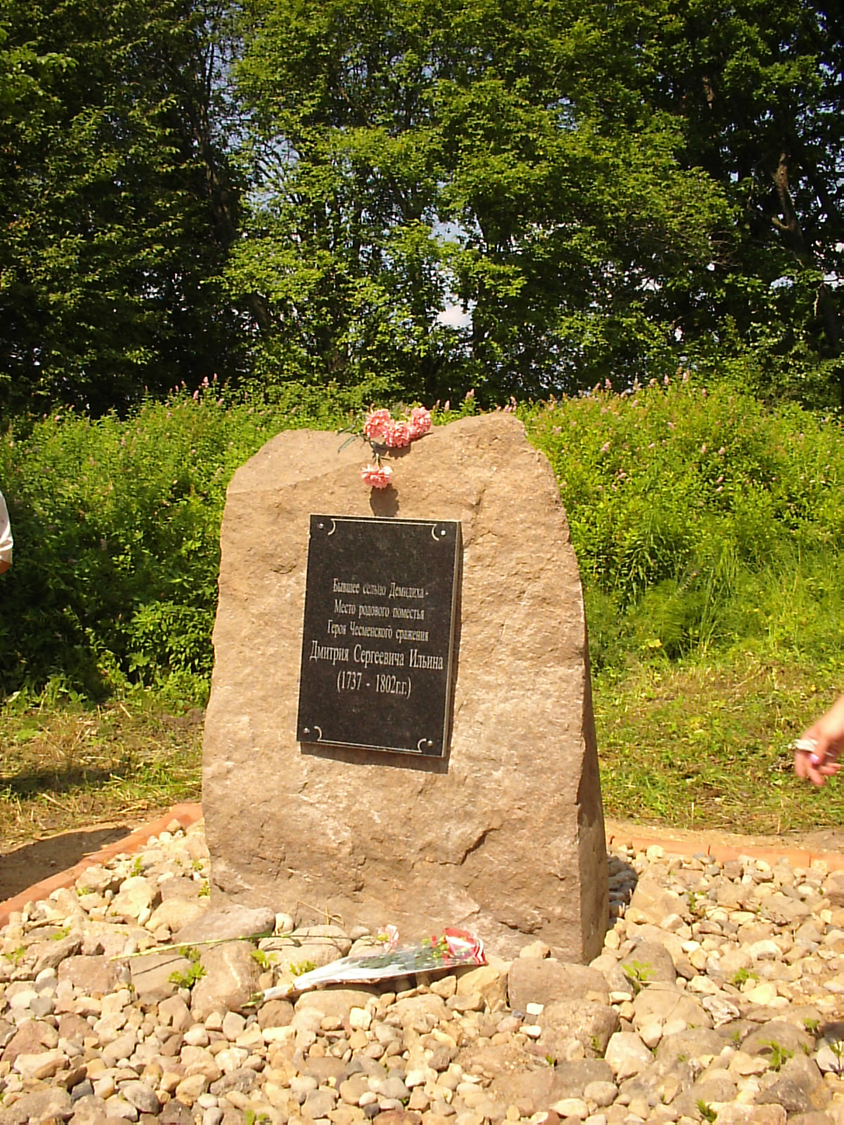 Бывшее сельцо Демидиха -
Место родового поместья
Героя Чесменского сражения
Дмитрия Сергеевича Ильина
(1737 - 1802г.г.)